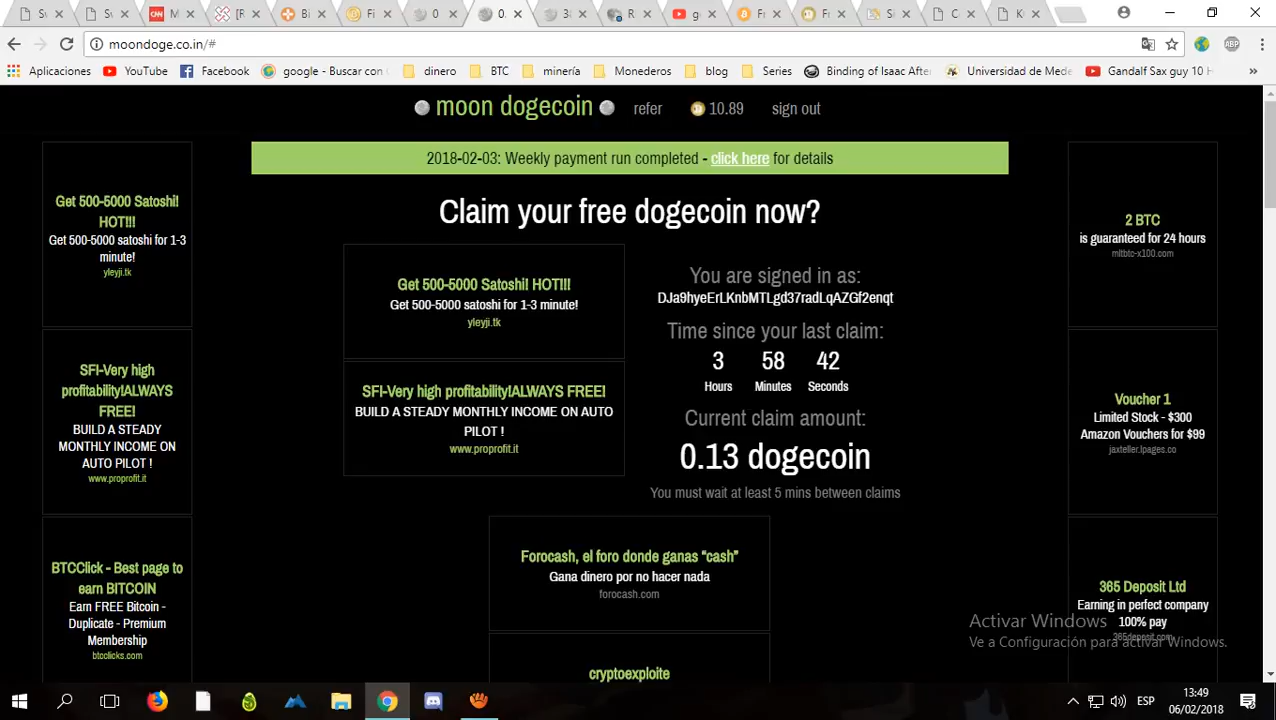 moondoge.co.in/#
Aplicaciones YouTube Facebook google - Buscar con dinero BTC minería Monederos blog Series Binding of Isaac After Universidad de Mede Gandalf Sax guy 10 H »
moon dogecoin refer 10.89 sign out
2018-02-03: Weekly payment run completed - click here for details
Claim your free dogecoin now?
Get 500-5000 Satoshi!
HOT!!!
Get 500-5000 satoshi for 1-3
minute!
yleyji.tk
SFI-Very high
profitability!ALWAYS
FREE!
BUILD A STEADY
MONTHLY INCOME ON
AUTO PILOT !
www.proprofit.it
BTCClick - Best page to
earn BITCOIN
Earn FREE Bitcoin -
Duplicate - Premium
Membership
btcclicks.com
Get 500-5000 Satoshi! HOT!!!
Get 500-5000 satoshi for 1-3 minute!
yleyji.tk
SFI-Very high profitability!ALWAYS FREE!
BUILD A STEADY MONTHLY INCOME ON AUTO
PILOT !
www.proprofit.it
You are signed in as:
DJa9hyeErLKnbMTLgd37radLqAZGf2enqt
Time since your last claim:
3 58 42
Hours Minutes Seconds
Current claim amount:
0.13 dogecoin
You must wait at least 5 mins between claims
Forocash, el foro donde ganas “cash”
Gana dinero por no hacer nada
forocash.com
cryptoexploite
2 BTC
is guaranteed for 24 hours
mltbtc-x100.com
Voucher 1
Limited Stock - $300
Amazon Vouchers for $99
jaxteller.lpages.co
365 Deposit Ltd
Earning in perfect company
100% pay
365deposit.com
Activar Windows
Ve a Configuración para activar Windows.
ESP
13:49
06/02/2018